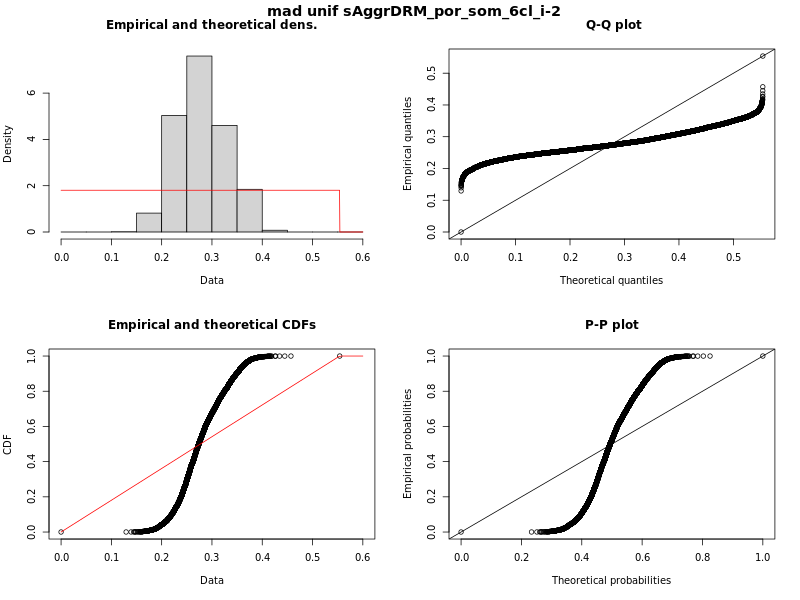 mad unif sAggrDRM_por_som_6cl_i-2
Empirical and theoretical dens.
Density
0 2 4 6
0.0 0.1 0.2 0.3 0.4 0.5 0.6
Data
Q-Q plot
Empirical quantiles
0.0 0.1 0.2 0.3 0.4 0.5
0.0 0.1 0.2 0.3 0.4 0.5
Theoretical quantiles
Empirical and theoretical CDFs
CDF
0.0 0.2 0.4 0.6 0.8 1.0
0.0 0.1 0.2 0.3 0.4 0.5 0.6
Data
P-P plot
Empirical probabilities
0.0 0.2 0.4 0.6 0.8 1.0
0.0 0.2 0.4 0.6 0.8 1.0
Theoretical probabilities